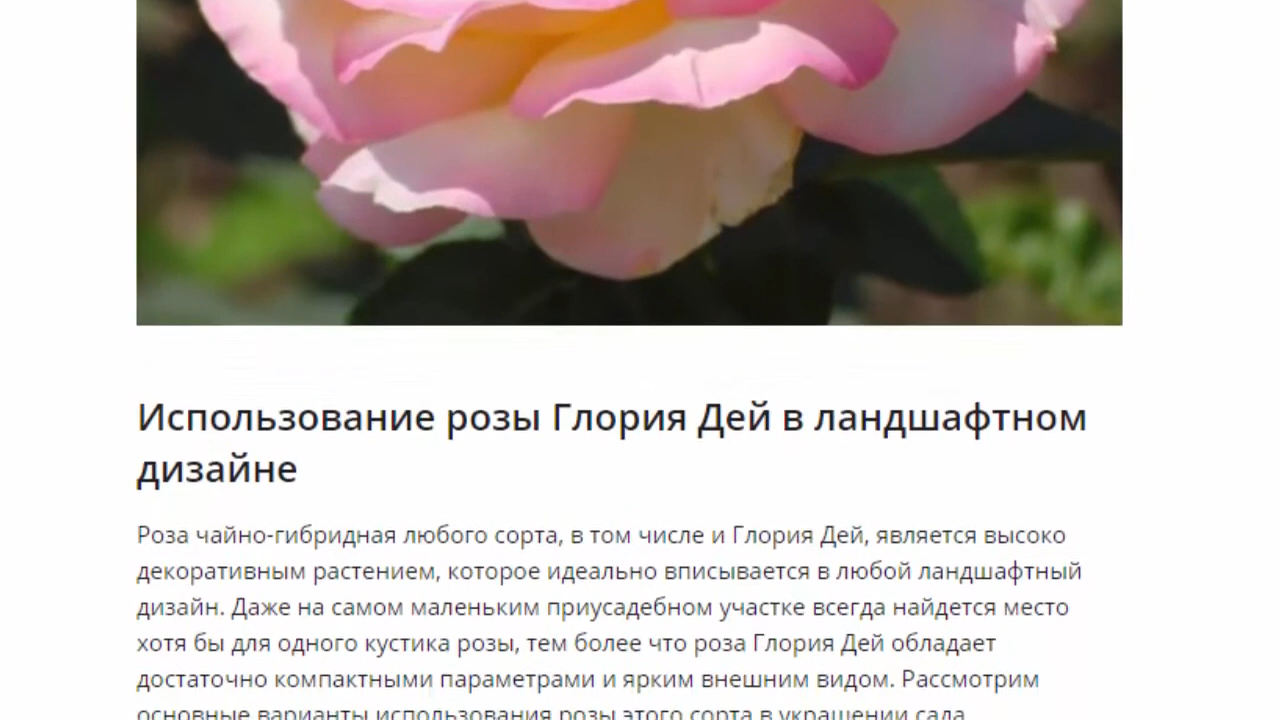 Использование розы Глория Дей в ландшафтном
дизайне
Роза чайно-гибридная любого сорта, в том числе и Глория Дей, является высоко
декоративным растением, которое идеально вписывается в любой ландшафтный
дизайн. Даже на самом маленьким приусадебном участке всегда найдется место
хотя бы для одного кустика розы, тем более что роза Глория Дей обладает
достаточно компактными параметрами и ярким внешним видом. Рассмотрим
основные варианты использования розы этого сорта в украшении сада